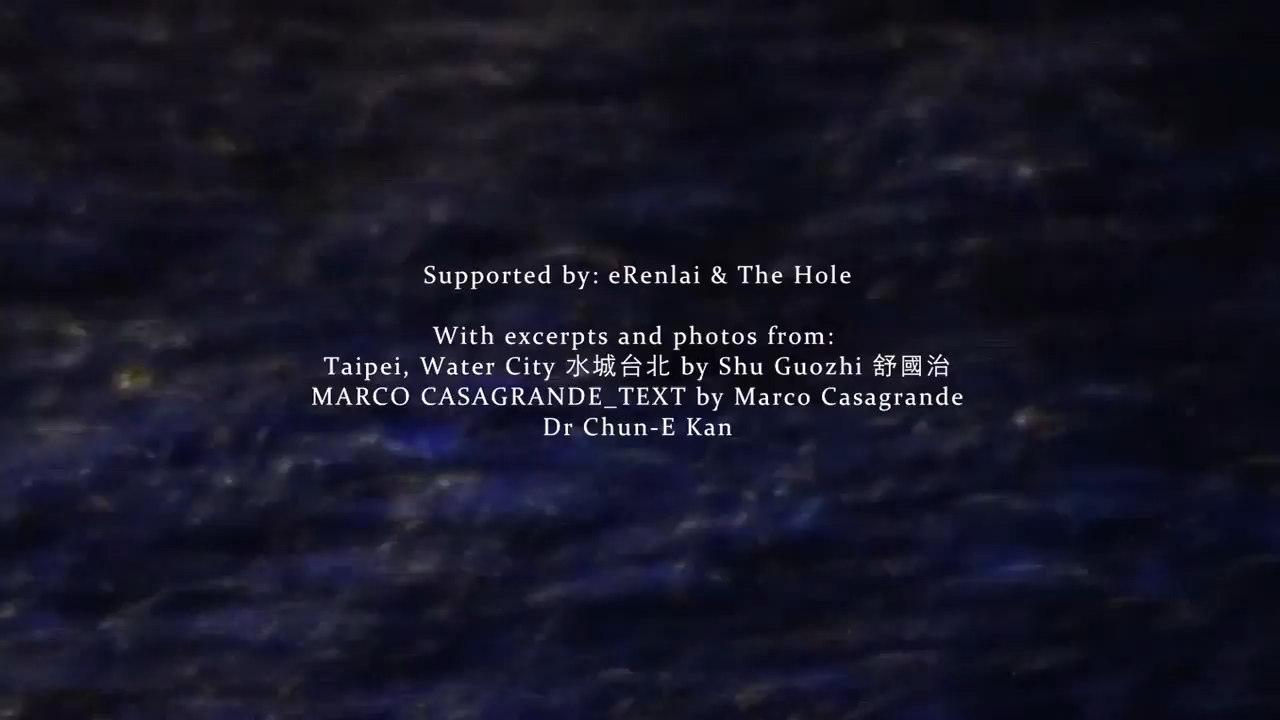 Supported by: eRenlai & The Hole
With excerpts and photos from:
Taipei, Water City 水城台北 by Shu Guozhi 舒國治
MARCO CASAGRANDE_TEXT by Marco Casagrande
Dr Chun-E Kan